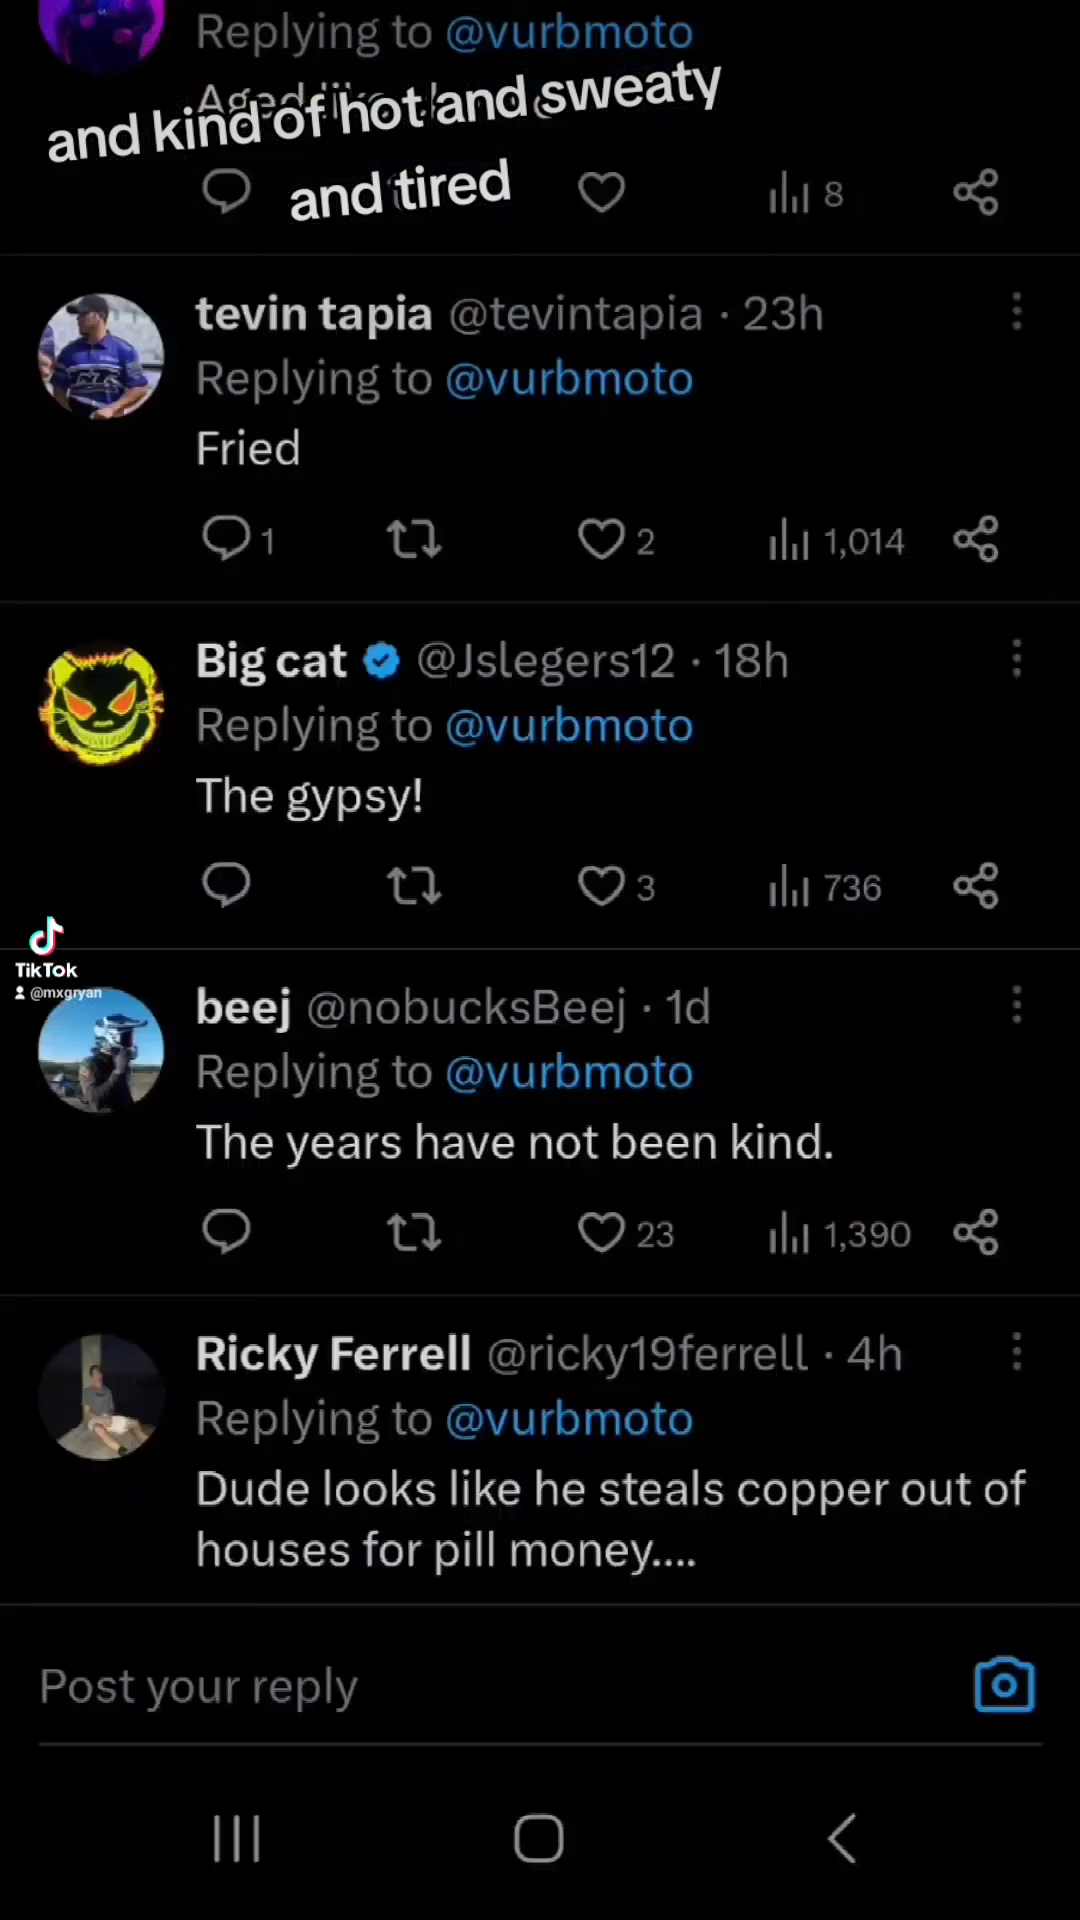 Replying to @vurbmoto
Aged
and kind of hot and sweaty
and tired
8
tevin tapia @tevintapia · 23h
Replying to @vurbmoto
Fried
1 2 1,014
Big cat @Jslegers12 · 18h
Replying to @vurbmoto
The gypsy!
3 736
TikTok
@mxgryan
beej @nobucksBeej · 1d
Replying to @vurbmoto
The years have not been kind.
23 1,390
Ricky Ferrell @ricky19ferrell · 4h
Replying to @vurbmoto
Dude looks like he steals copper out of
houses for pill money....
Post your reply